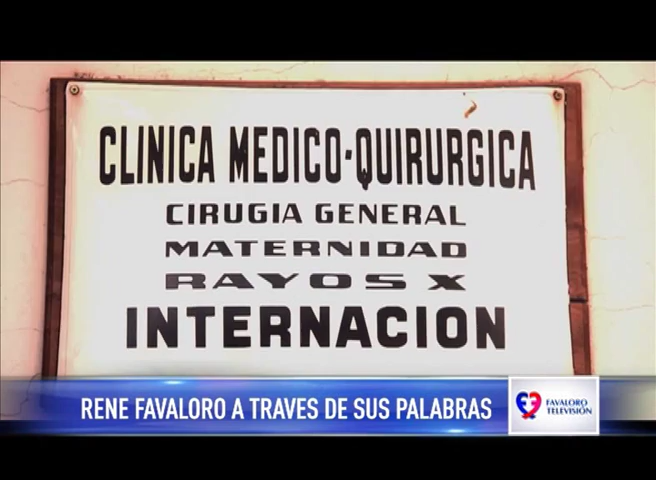 CLINICA MEDICO-QUIRURGICA
CIRUGIA GENERAL
MATERNIDAD
RAYOS X
INTERNACION
RENE FAVALORO A TRAVES DE SUS PALABRAS
FAVALORO
TELEVISIÓN